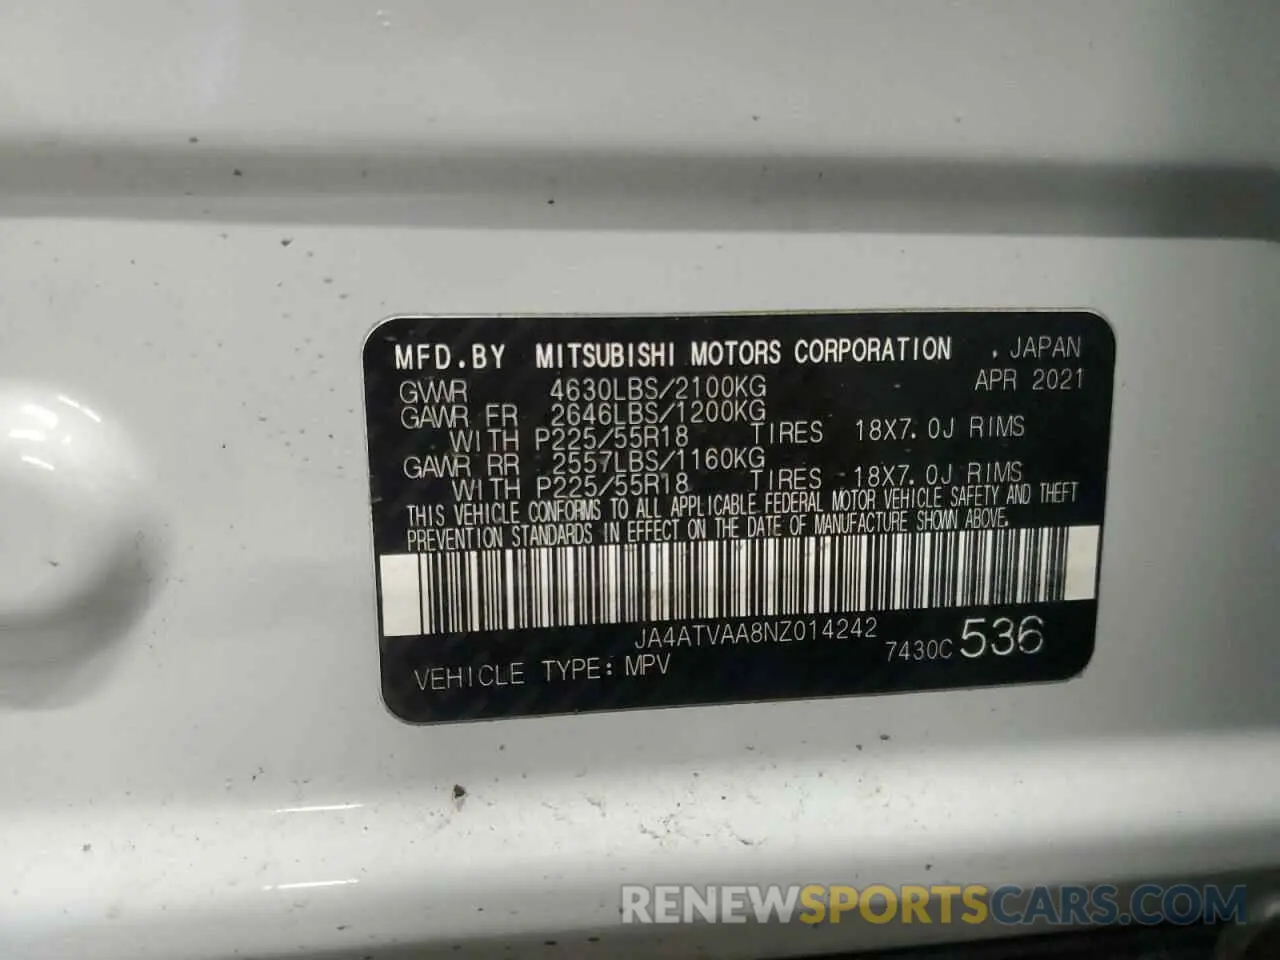 MFD.BY MITSUBISHI MOTORS CORPORATION . JAPAN
GVWR 4630LBS/2100KG APR 2021
GAWR FR 2646LBS/1200KG
WITH P225/55R18 TIRES 18X7.0J RIMS
GAWR RR 2557LBS/1160KG
WITH P225/55R18 TIRES 18X7.0J RIMS
THIS VEHICLE CONFORMS TO ALL APPLICABLE FEDERAL MOTOR VEHICLE SAFETY AND THEFT
PREVENTION STANDARDS IN EFFECT ON THE DATE OF MANUFACTURE SHOWN ABOVE.
JA4ATVAA8NZ014242
7430C 536
VEHICLE TYPE: MPV
RENEWSPORTSCARS.COM